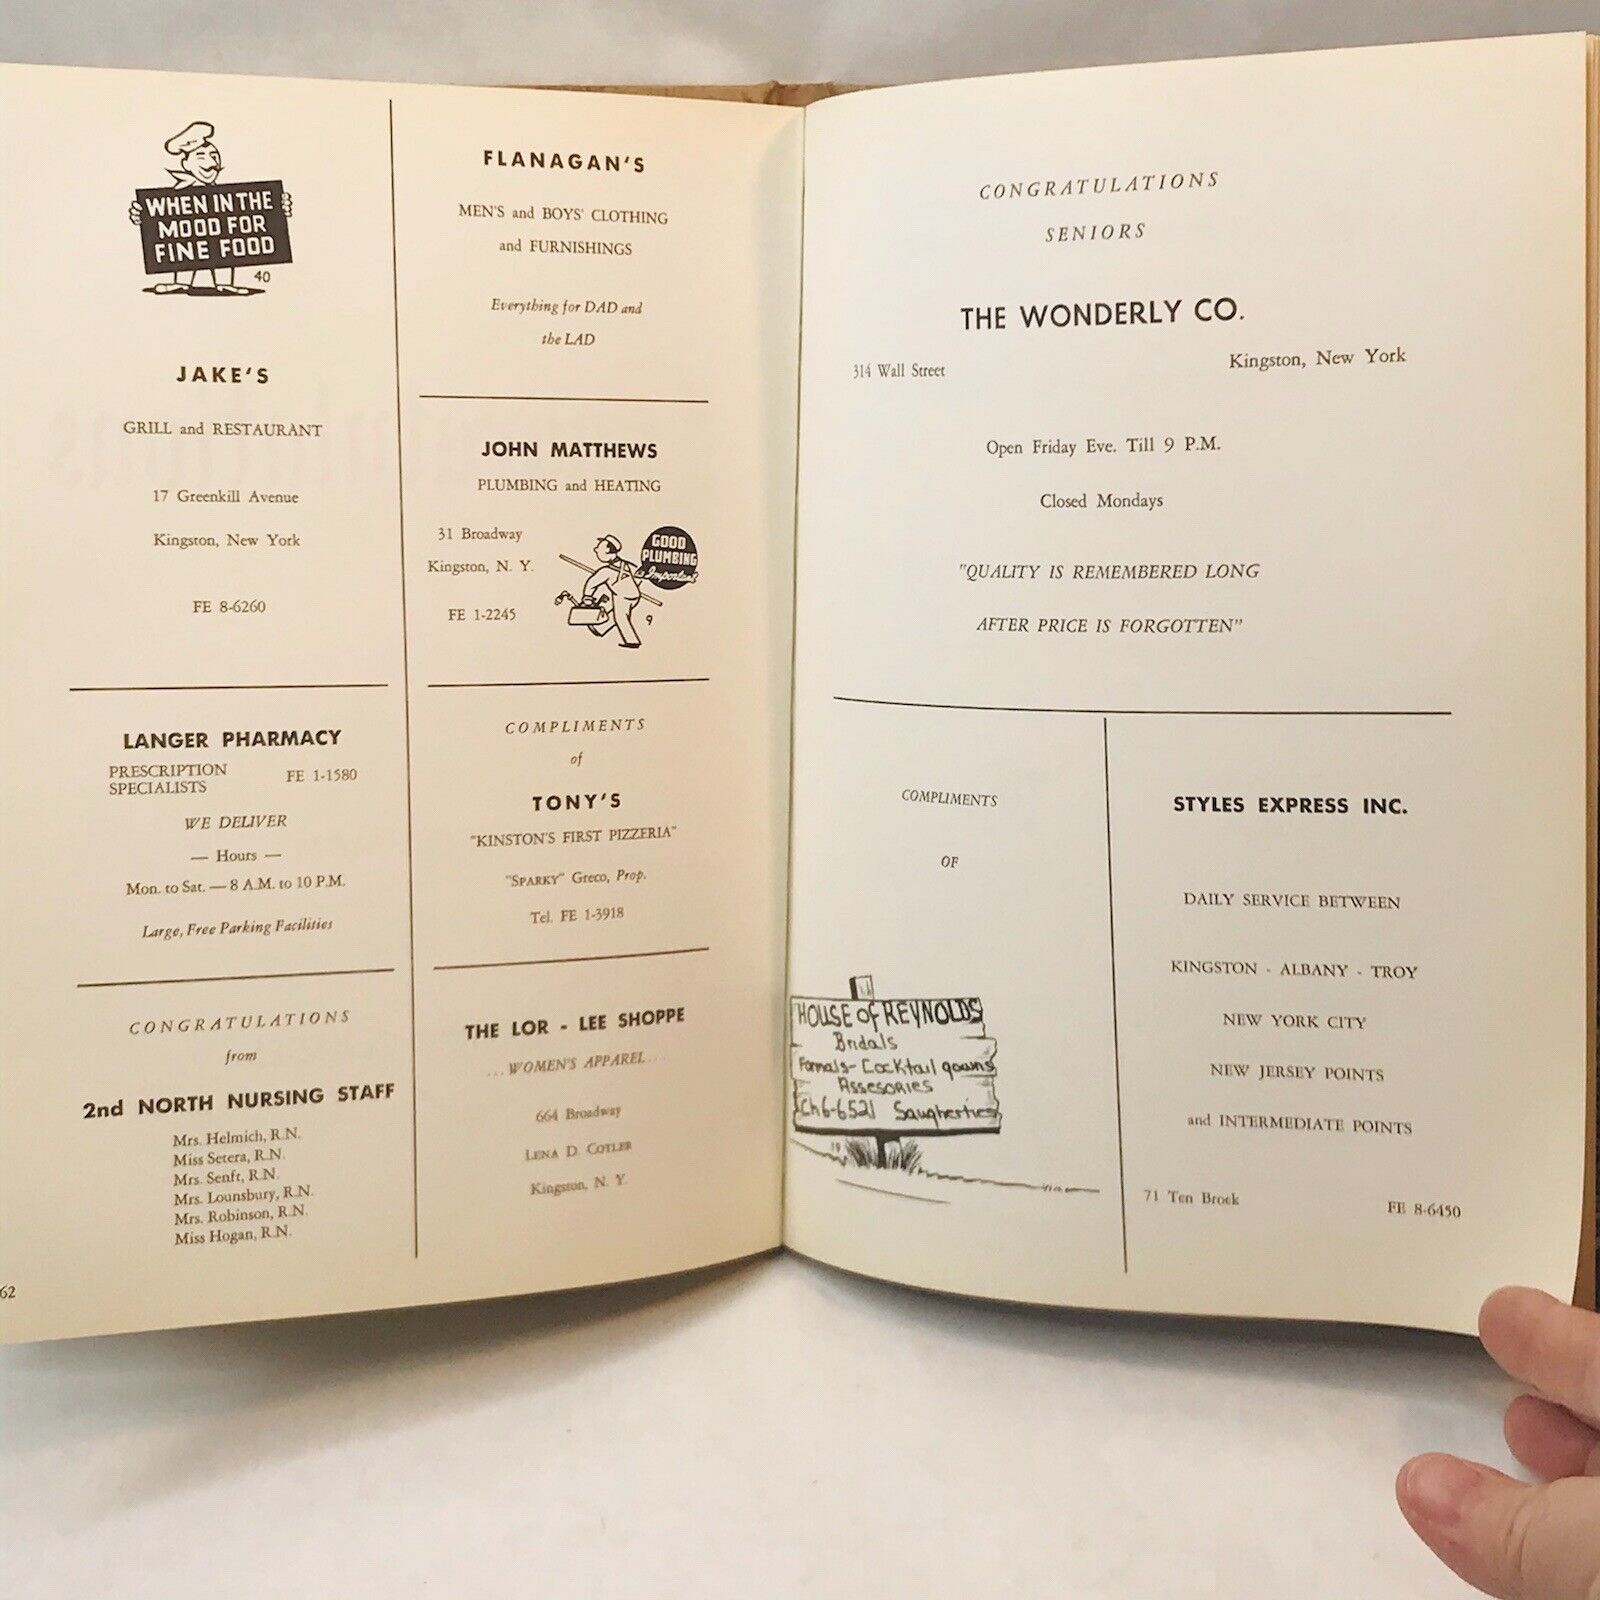 WHEN IN THE
MOOD FOR
FINE FOOD
40
JAKE'S
GRILL and RESTAURANT
17 Greenkill Avenue
Kingston, New York
FE 8-6260
LANGER PHARMACY
PRESCRIPTION
SPECIALISTS
FE 1-1580
WE DELIVER
— Hours —
Mon. to Sat. — 8 A.M. to 10 P.M.
Large, Free Parking Facilities
CONGRATULATIONS
from
2nd NORTH NURSING STAFF
Mrs. Helmich, R.N.
Miss Setera, R.N.
Mrs. Senft, R.N.
Mrs. Lounsbury, R.N.
Mrs. Robinson, R.N.
Miss Hogan, R.N.
62
FLANAGAN'S
MEN'S and BOYS' CLOTHING
and FURNISHINGS
Everything for DAD and
the LAD
JOHN MATTHEWS
PLUMBING and HEATING
31 Broadway
Kingston, N. Y.
FE 1-2245
GOOD
PLUMBING
is Important
9
COMPLIMENTS
of
TONY'S
"KINSTON'S FIRST PIZZERIA"
"SPARKY" Greco, Prop.
Tel. FE 1-3918
THE LOR - LEE SHOPPE
...WOMEN'S APPAREL...
664 Broadway
LENA D. COTLER
Kingston, N. Y.
CONGRATULATIONS
SENIORS
THE WONDERLY CO.
314 Wall Street
Kingston, New York
Open Friday Eve. Till 9 P.M.
Closed Mondays
"QUALITY IS REMEMBERED LONG
AFTER PRICE IS FORGOTTEN"
COMPLIMENTS
OF
HOUSE of REYNOLDS
Bridals
Formals - Cocktail gowns
Assesories
Ch6-6521 Saugherties
19
STYLES EXPRESS INC.
DAILY SERVICE BETWEEN
KINGSTON - ALBANY - TROY
NEW YORK CITY
NEW JERSEY POINTS
and INTERMEDIATE POINTS
71 Ten Broek
FE 8-6450